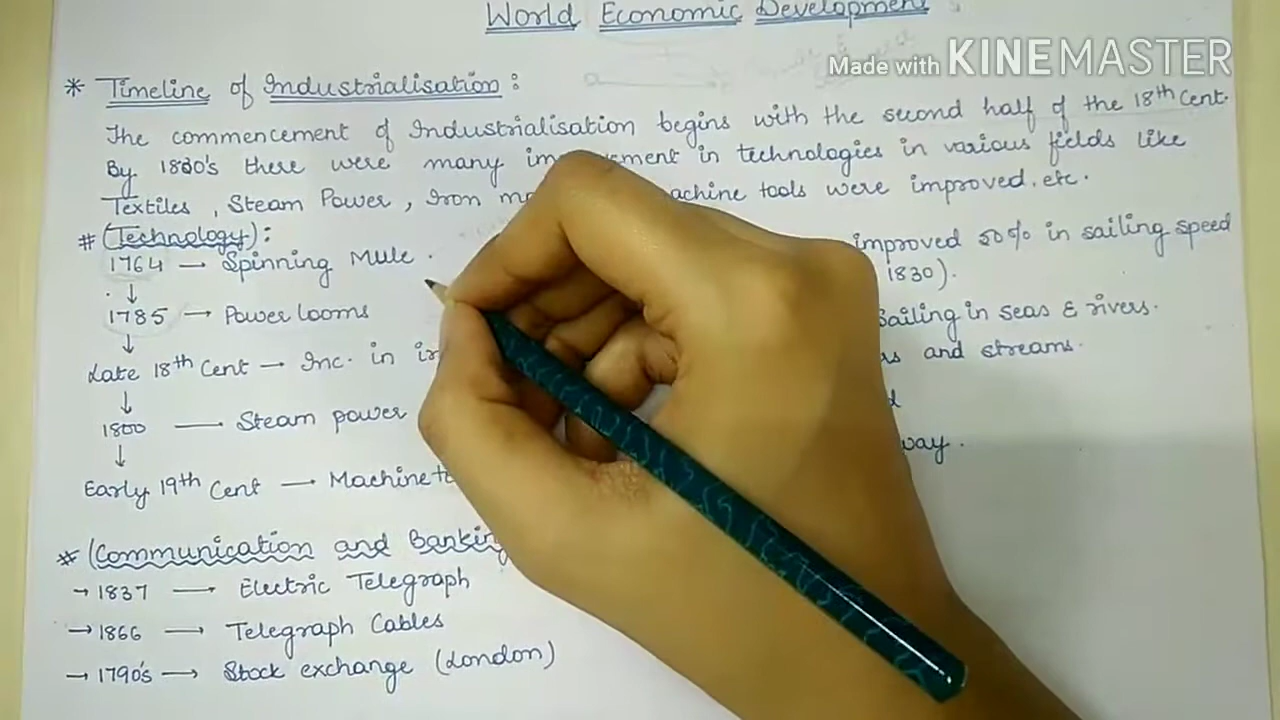 World Economic Development
Made with KINEMASTER
* Timeline of Industrialisation :
The commencement of Industrialisation begins with the second half of the 18th Cent.
By 1800's there were many in technologies in various fields like
Textiles , Steam Power , Iron tools were improved . etc .
# (Technology) :
1764 — Spinning Mule .
↓
1785 → Power looms
↓
Late 18th Cent → Inc. in
↓
1800 — Steam power
↓
Early 19th Cent → Machine
improved 50% in sailing speed
1830).
Sailing in seas & rivers .
and streams .
# (Communication and Banking
→ 1837 → Electric Telegraph
→ 1866 → Telegraph Cables
→ 1790's → Stock exchange (London)